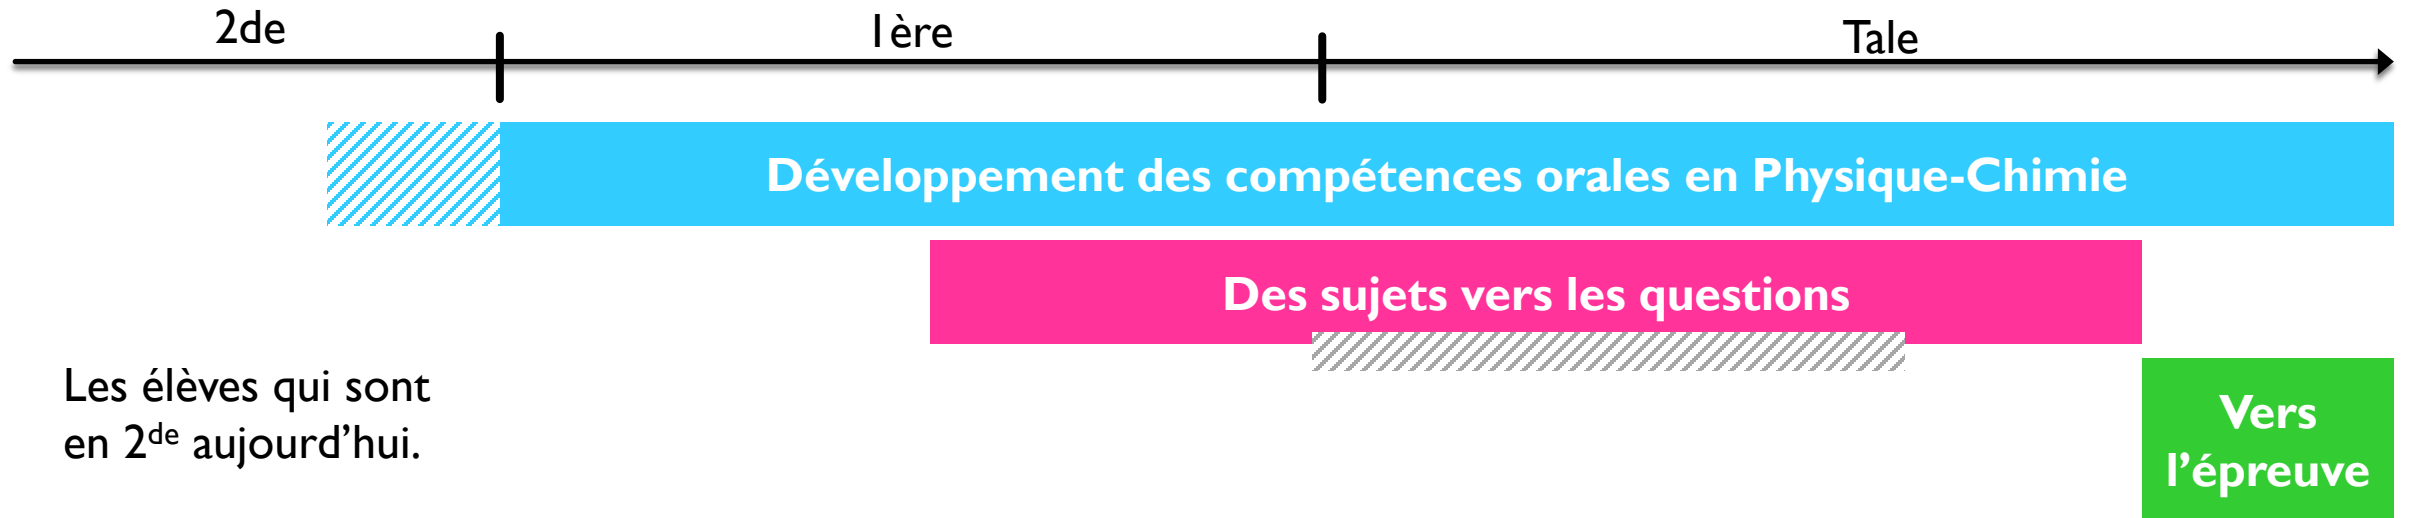 2de
1ère
Tale
Développement des compétences orales en Physique-Chimie
Des sujets vers les questions
Les élèves qui sont
en 2de aujourd’hui.
Vers
l’épreuve